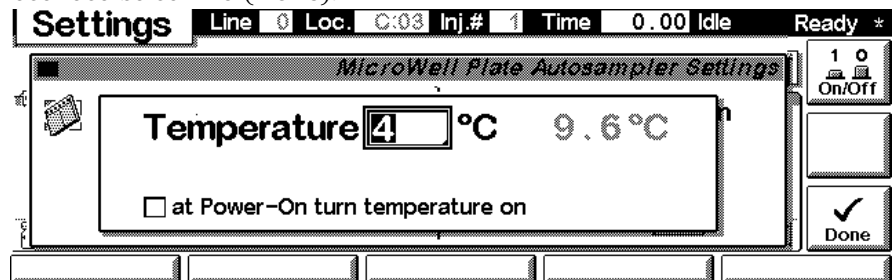 Settings Line 0 Loc. C:03 Inj.# 1 Time 0.00 Idle Ready *
MicroWell Plate Autosampler Settings
1 0
On/Off
Temperature 4 °C 9.6°C
at Power-On turn temperature on
Done